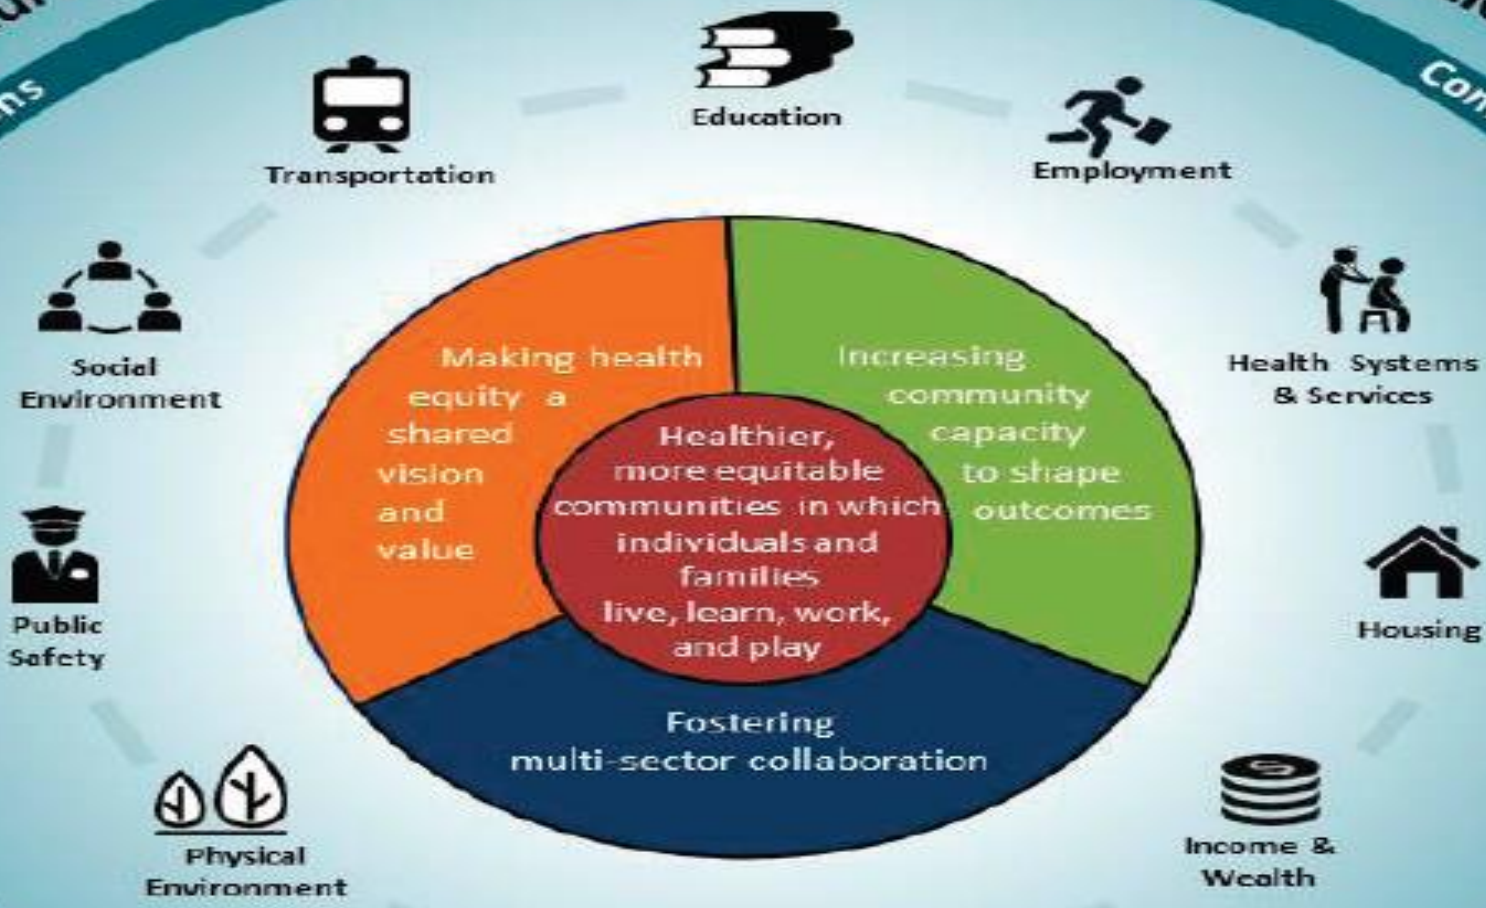 Education
Transportation
Employment
Social
Environment
Health Systems
& Services
Making health
equity a
shared
vision
and
value
Increasing
community
capacity
to shape
outcomes
Healthier,
more equitable
communities in which
individuals and
families
live, learn, work,
and play
Fostering
multi-sector collaboration
Public
Safety
Housing
Physical
Environment
Income &
Wealth